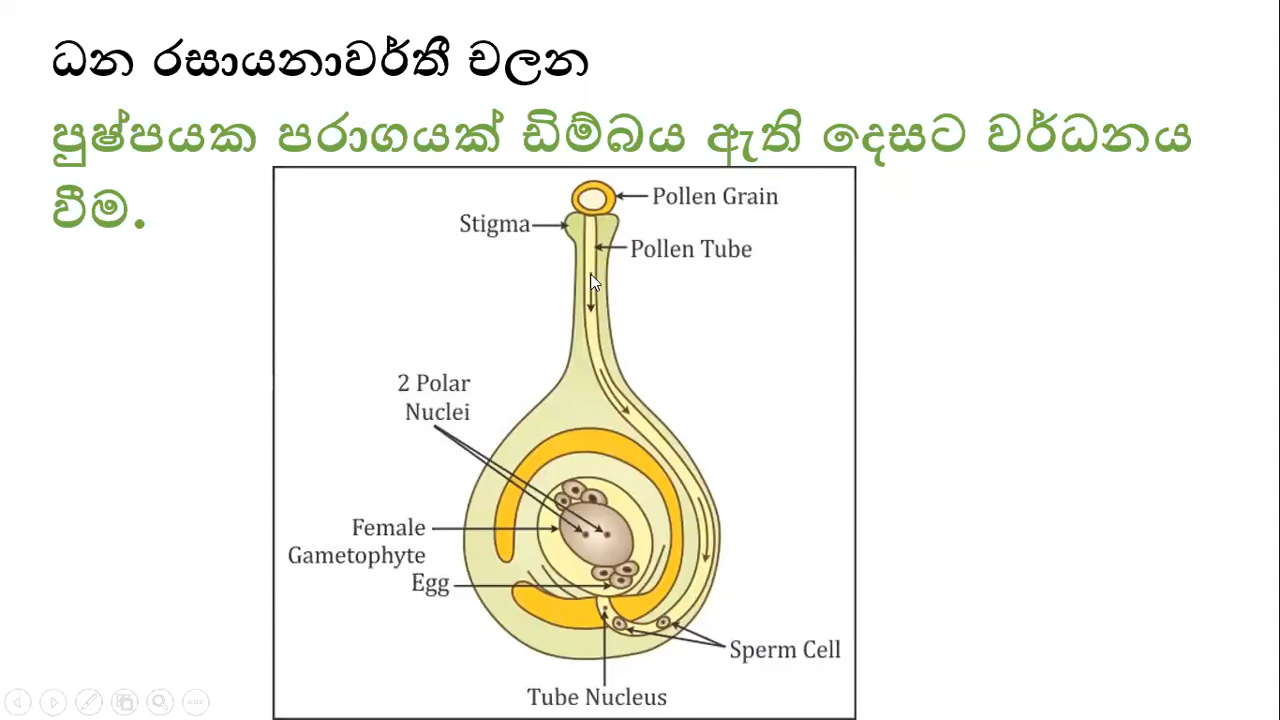 ධන රසායනාවර්තී චලන
පුෂ්පයක පරාගයක් ඩිම්බය ඇති දෙසට වර්ධනය
වීම.
Pollen Grain
Stigma
Pollen Tube
2 Polar
Nuclei
Female
Gametophyte
Egg
Sperm Cell
Tube Nucleus